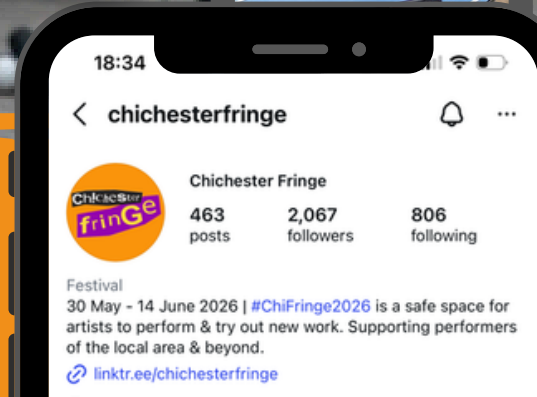 18:34
chichesterfringe
Chichester
frinGe
Chichester Fringe
463 2,067 806
posts followers following
Festival
30 May - 14 June 2026 | #ChiFringe2026 is a safe space for
artists to perform & try out new work. Supporting performers
of the local area & beyond.
linktr.ee/chichesterfringe